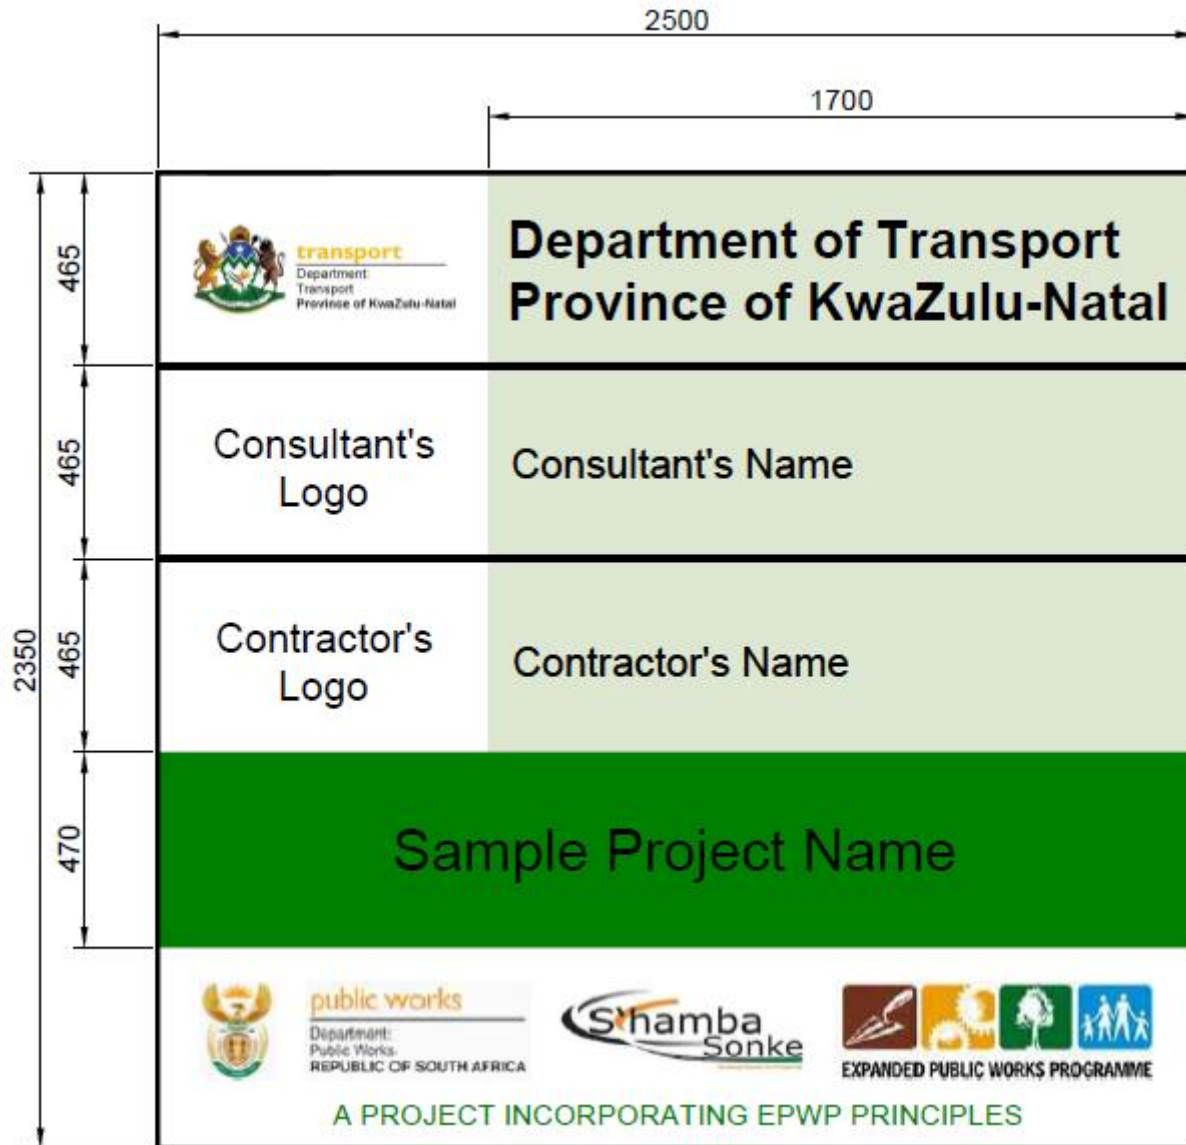 2500
1700
2350
465
transport
Department
Transport
Province of KwaZulu-Natal
Department of Transport
Province of KwaZulu-Natal
465
Consultant's
Logo
Consultant's Name
465
Contractor's
Logo
Contractor's Name
470
Sample Project Name
public works
Department:
Public Works
REPUBLIC OF SOUTH AFRICA
S'hamba
Sonke
EXPANDED PUBLIC WORKS PROGRAMME
A PROJECT INCORPORATING EPWP PRINCIPLES